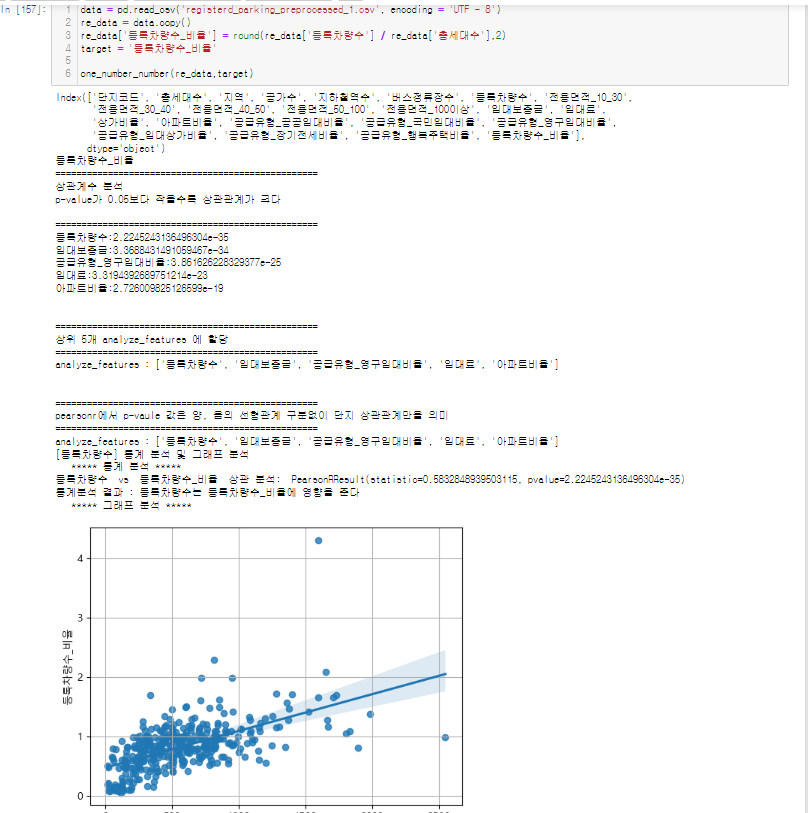 In [157]:
1 data = pd.read_csv('registerd_parking_preprocessed_1.csv', encoding = 'UTF - 8')
2 re_data = data.copy()
3 re_data['등록차량수_비율'] = round(re_data['등록차량수'] / re_data['총세대수'],2)
4 target = '등록차량수_비율'
5
6 one_number_number(re_data,target)
Index(['단지코드', '총세대수', '지역', '공가수', '지하철역수', '버스정류장수', '등록차량수', '전용면적_10_30',
'전용면적_30_40', '전용면적_40_50', '전용면적_50_100', '전용면적_100이상', '임대보증금', '임대료',
'상가비율', '아파트비율', '공급유형_공공임대비율', '공급유형_국민임대비율', '공급유형_영구임대비율',
'공급유형_임대상가비율', '공급유형_장기전세비율', '공급유형_행복주택비율', '등록차량수_비율'],
dtype='object')
등록차량수_비율
==================================================
상관계수 분석
p-value가 0.05보다 작을수록 상관관계가 크다
==================================================
등록차량수:2.2245243136496304e-35
임대보증금:3.3688431491059467e-34
공급유형_영구임대비율:3.861626228329377e-25
임대료:3.3194392689751214e-23
아파트비율:2.726009825126599e-19
==================================================
상위 5개 analyze_features 에 할당
==================================================
analyze_features : ['등록차량수', '임대보증금', '공급유형_영구임대비율', '임대료', '아파트비율']
==================================================
pearsonr에서 p-vaule 값은 양, 음의 선형관계 구분없이 단지 상관관계만을 의미
==================================================
analyze_features : ['등록차량수', '임대보증금', '공급유형_영구임대비율', '임대료', '아파트비율']
[등록차량수] 통계 분석 및 그래프 분석
***** 통계 분석 *****
등록차량수 vs 등록차량수_비율 상관 분석: PearsonRResult(statistic=0.5832848939503115, pvalue=2.2245243136496304e-35)
통계분석 결과 : 등록차량수는 등록차량수_비율에 영향을 준다
***** 그래프 분석 *****
4
3
등록차량수_비율
2
1
0